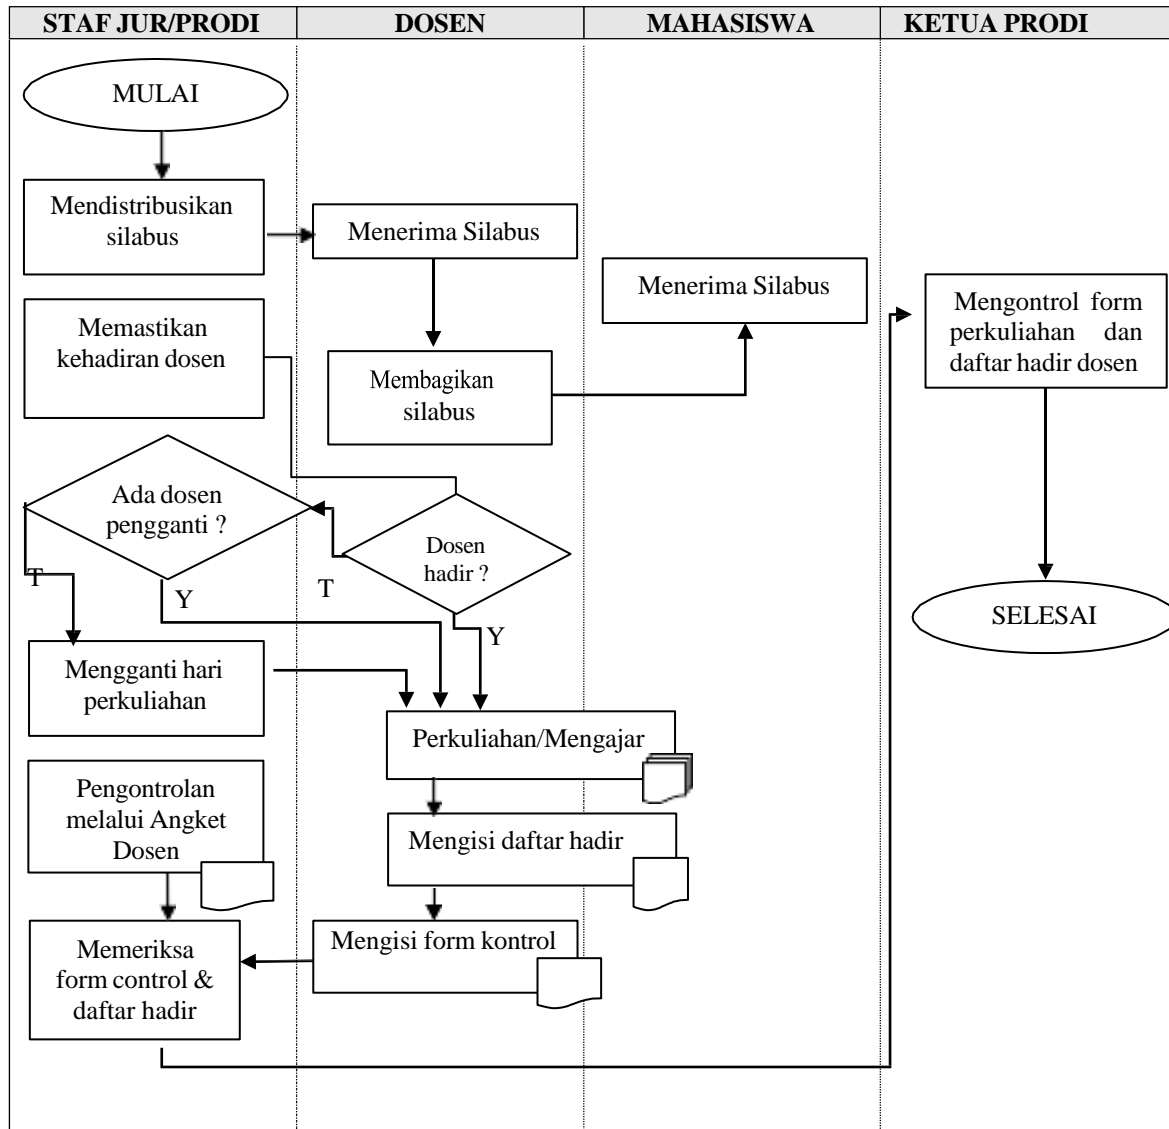 STAF JUR/PRODI
DOSEN
MAHASISWA
KETUA PRODI
MULAI
Mendistribusikan
silabus
Menerima Silabus
Menerima Silabus
Mengontrol form
perkuliahan dan
daftar hadir dosen
Memastikan
kehadiran dosen
Membagikan
silabus
Ada dosen
pengganti ?
Dosen
hadir ?
T
Y
T
Y
SELESAI
Mengganti hari
perkuliahan
Perkuliahan/Mengajar
Pengontrolan
melalui Angket
Dosen
Mengisi daftar hadir
Mengisi form kontrol
Memeriksa
form control &
daftar hadir